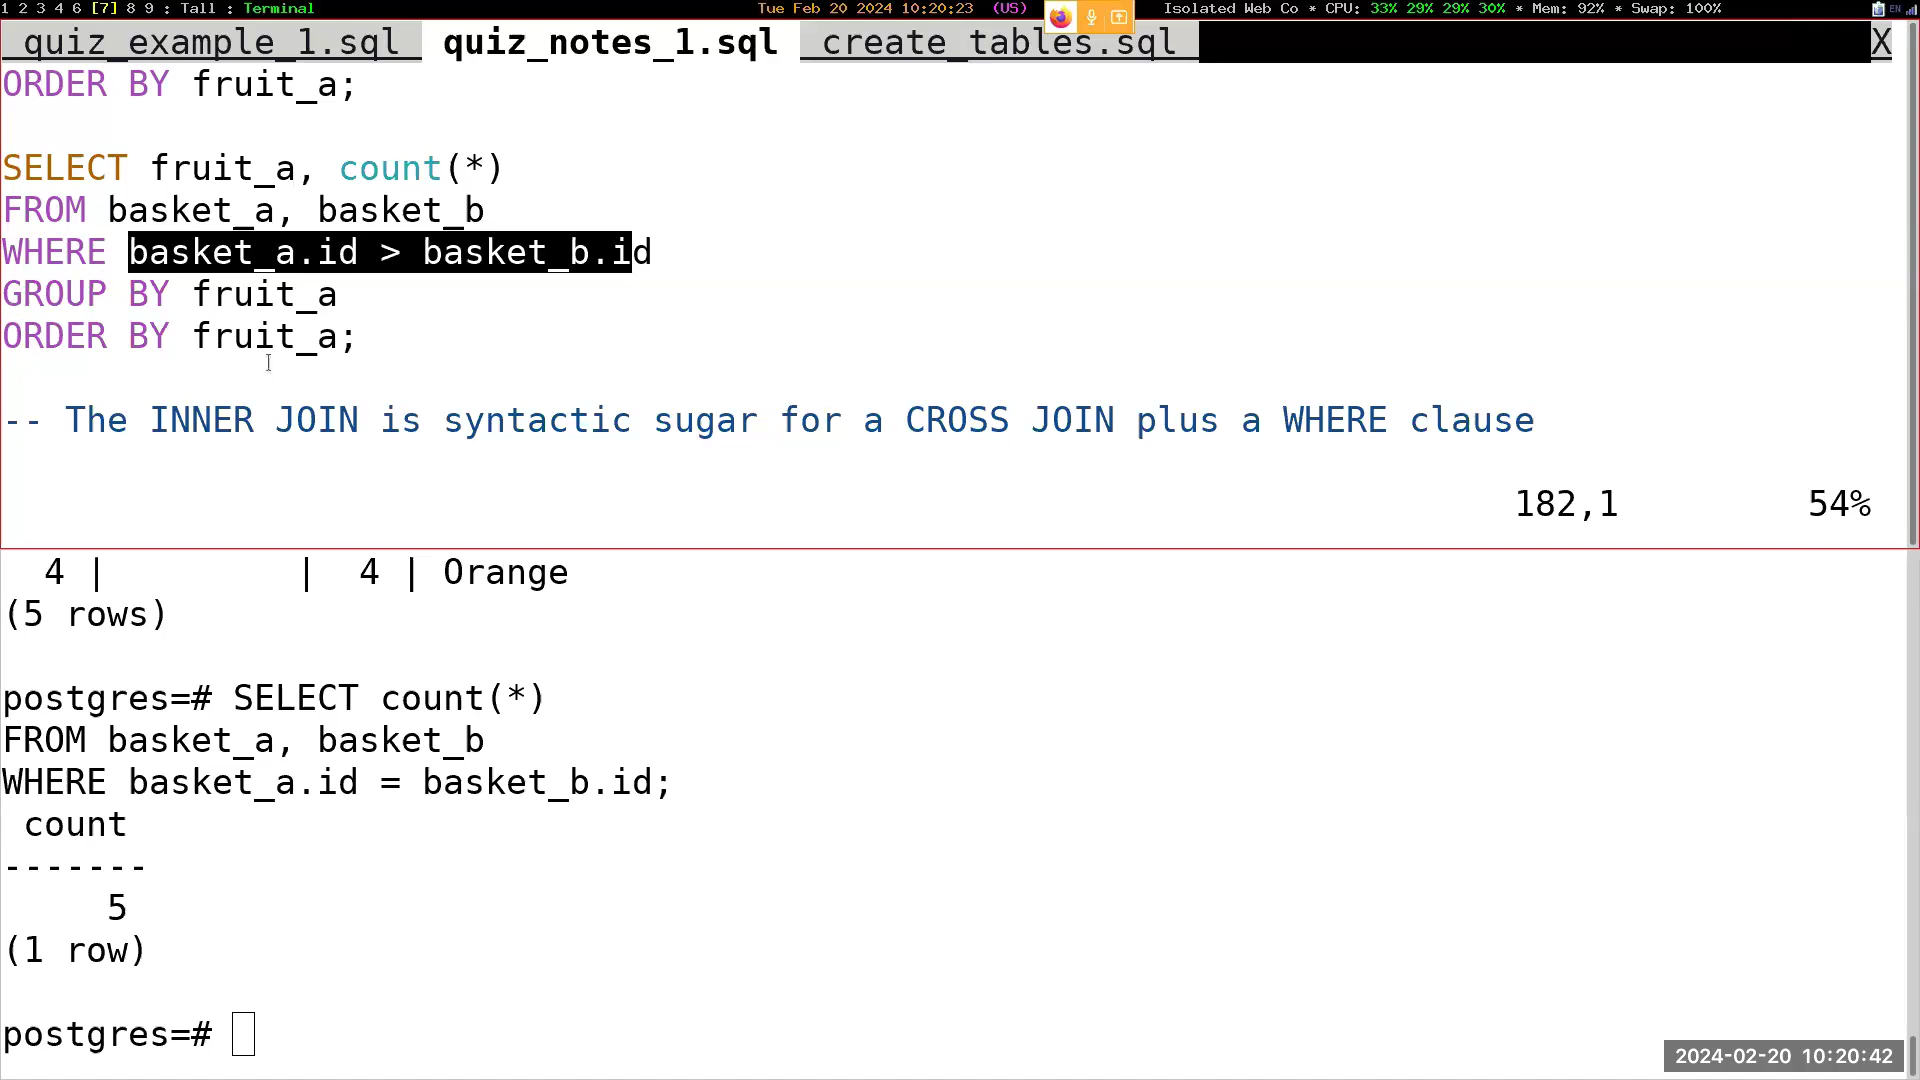 1 2 3 4 6 [7] 8 9 : Tall : Terminal
Tue Feb 20 2024 10:20:23 (US)
Isolated Web Co * CPU: 33% 29% 29% 30% * Mem: 92% * Swap: 100%
EN
quiz_example_1.sql quiz_notes_1.sql create_tables.sql X
ORDER BY fruit_a;
SELECT fruit_a, count(*)
FROM basket_a, basket_b
WHERE basket_a.id > basket_b.id
GROUP BY fruit_a
ORDER BY fruit_a;
-- The INNER JOIN is syntactic sugar for a CROSS JOIN plus a WHERE clause
182,1 54%
4 | | 4 | Orange
(5 rows)
postgres=# SELECT count(*)
FROM basket_a, basket_b
WHERE basket_a.id = basket_b.id;
count
-------
5
(1 row)
postgres=#
2024-02-20 10:20:42